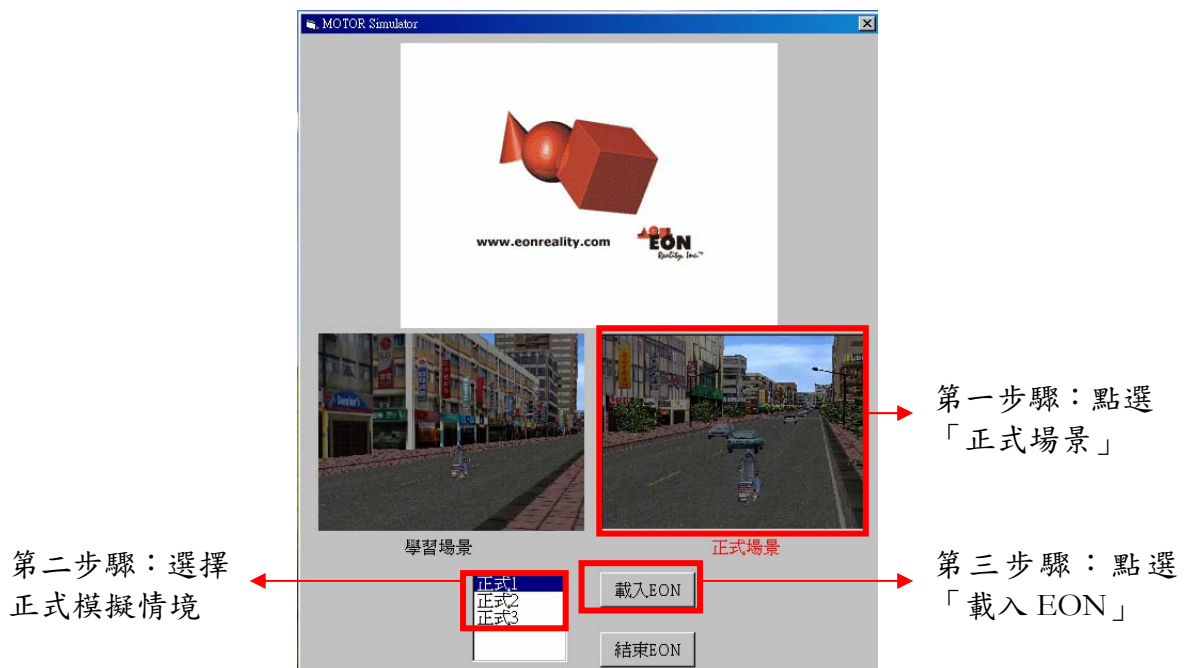 MOTOR Simulator
www.eonreality.com
EON
Reality, Inc.™
第一步驟：點選
「正式場景」
學習場景
正式場景
第二步驟：選擇
正式模擬情境
正式1
正式2
正式3
載入EON
第三步驟：點選
「載入 EON」
結束EON